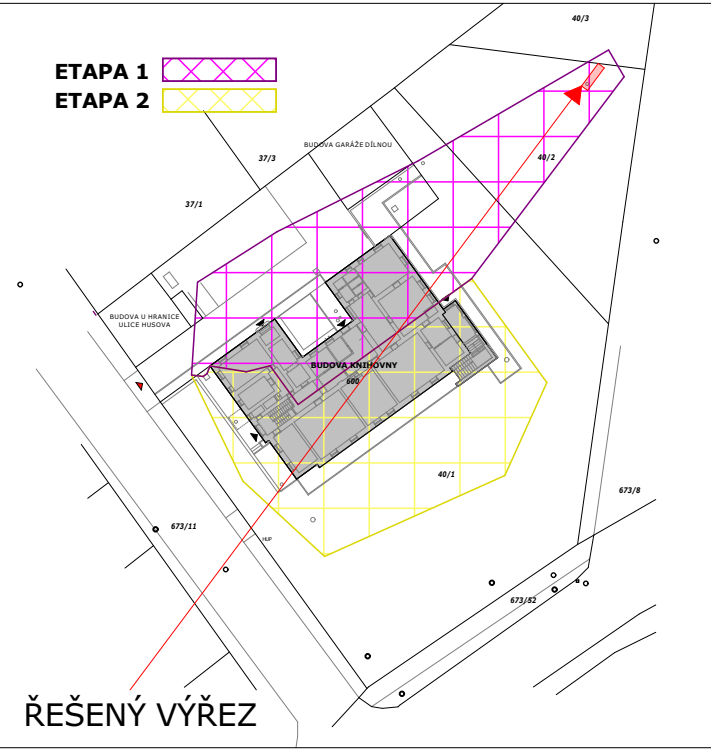 40/3
ETAPA 1
ETAPA 2
BUDOVA GARÁŽE DÍLNOU
37/3
40/2
37/1
BUDOVA U HRANICE
ULICE HUSOVA
BUDOVA KNIHOVNY
600
40/1
673/8
673/11
HUP
673/52
ŘEŠENÝ VÝŘEZ